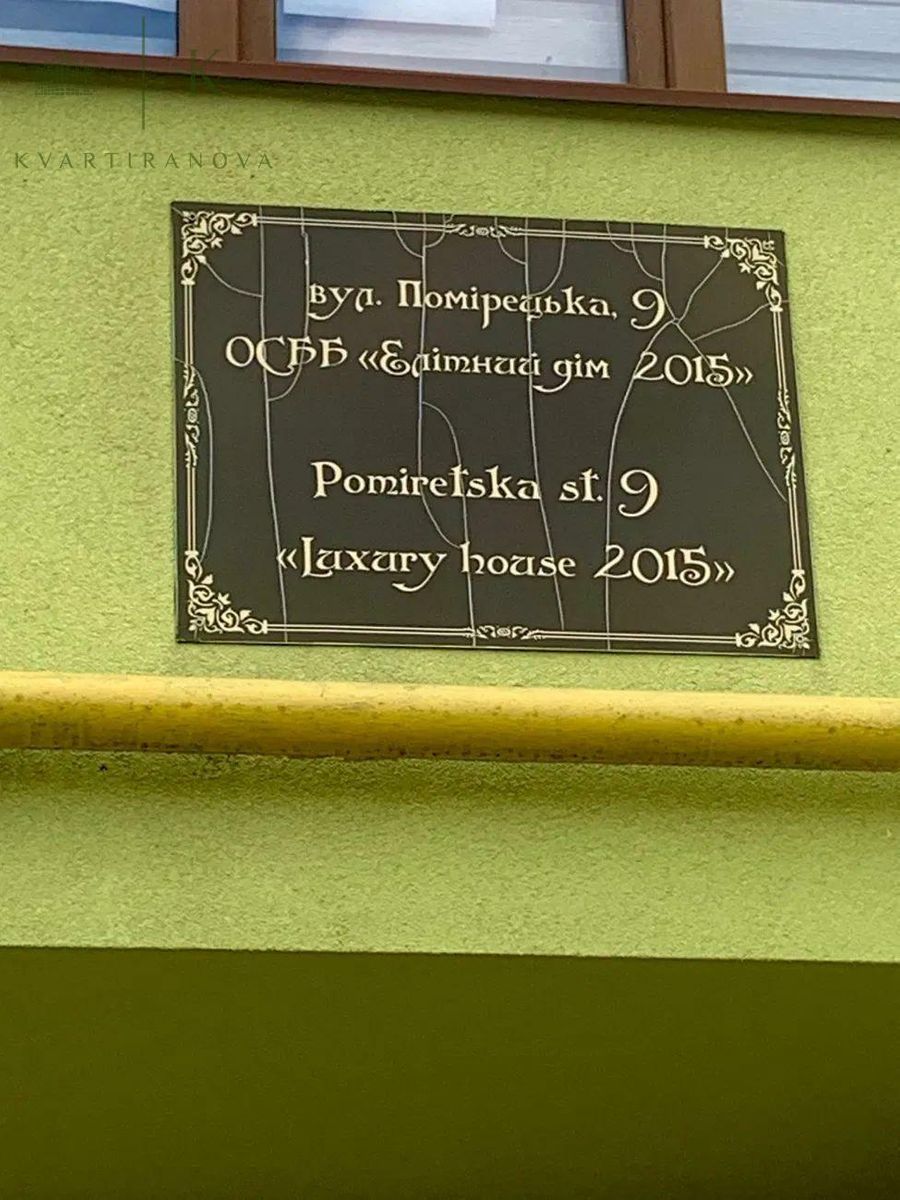 K
KVARTIRANOVA
вул. Помірецька, 9
ОСББ «Елітний дім 2015»
Pomiretska st. 9
«Luxury house 2015»